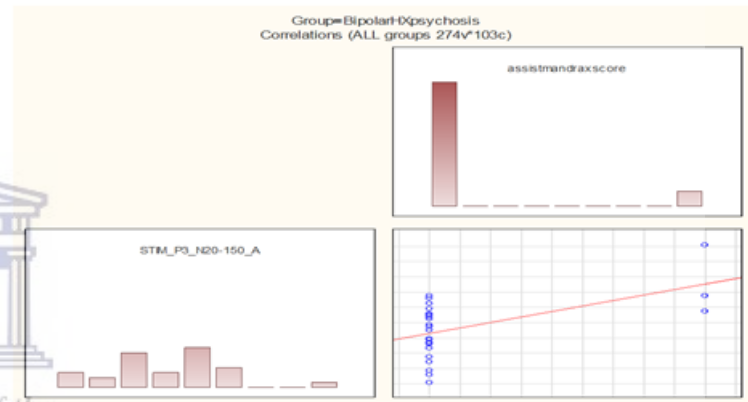 Group=BipolarHXpsychosis
Correlations (ALL groups 274v*103c)
assistmandraxscore
STIM_P3_N20-150_A